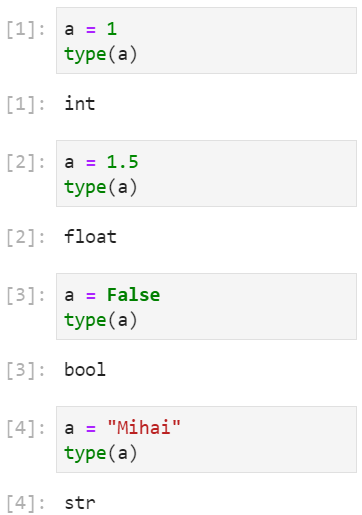 [1]: a = 1
type(a)
[1]: int
[2]: a = 1.5
type(a)
[2]: float
[3]: a = False
type(a)
[3]: bool
[4]: a = "Mihai"
type(a)
[4]: str